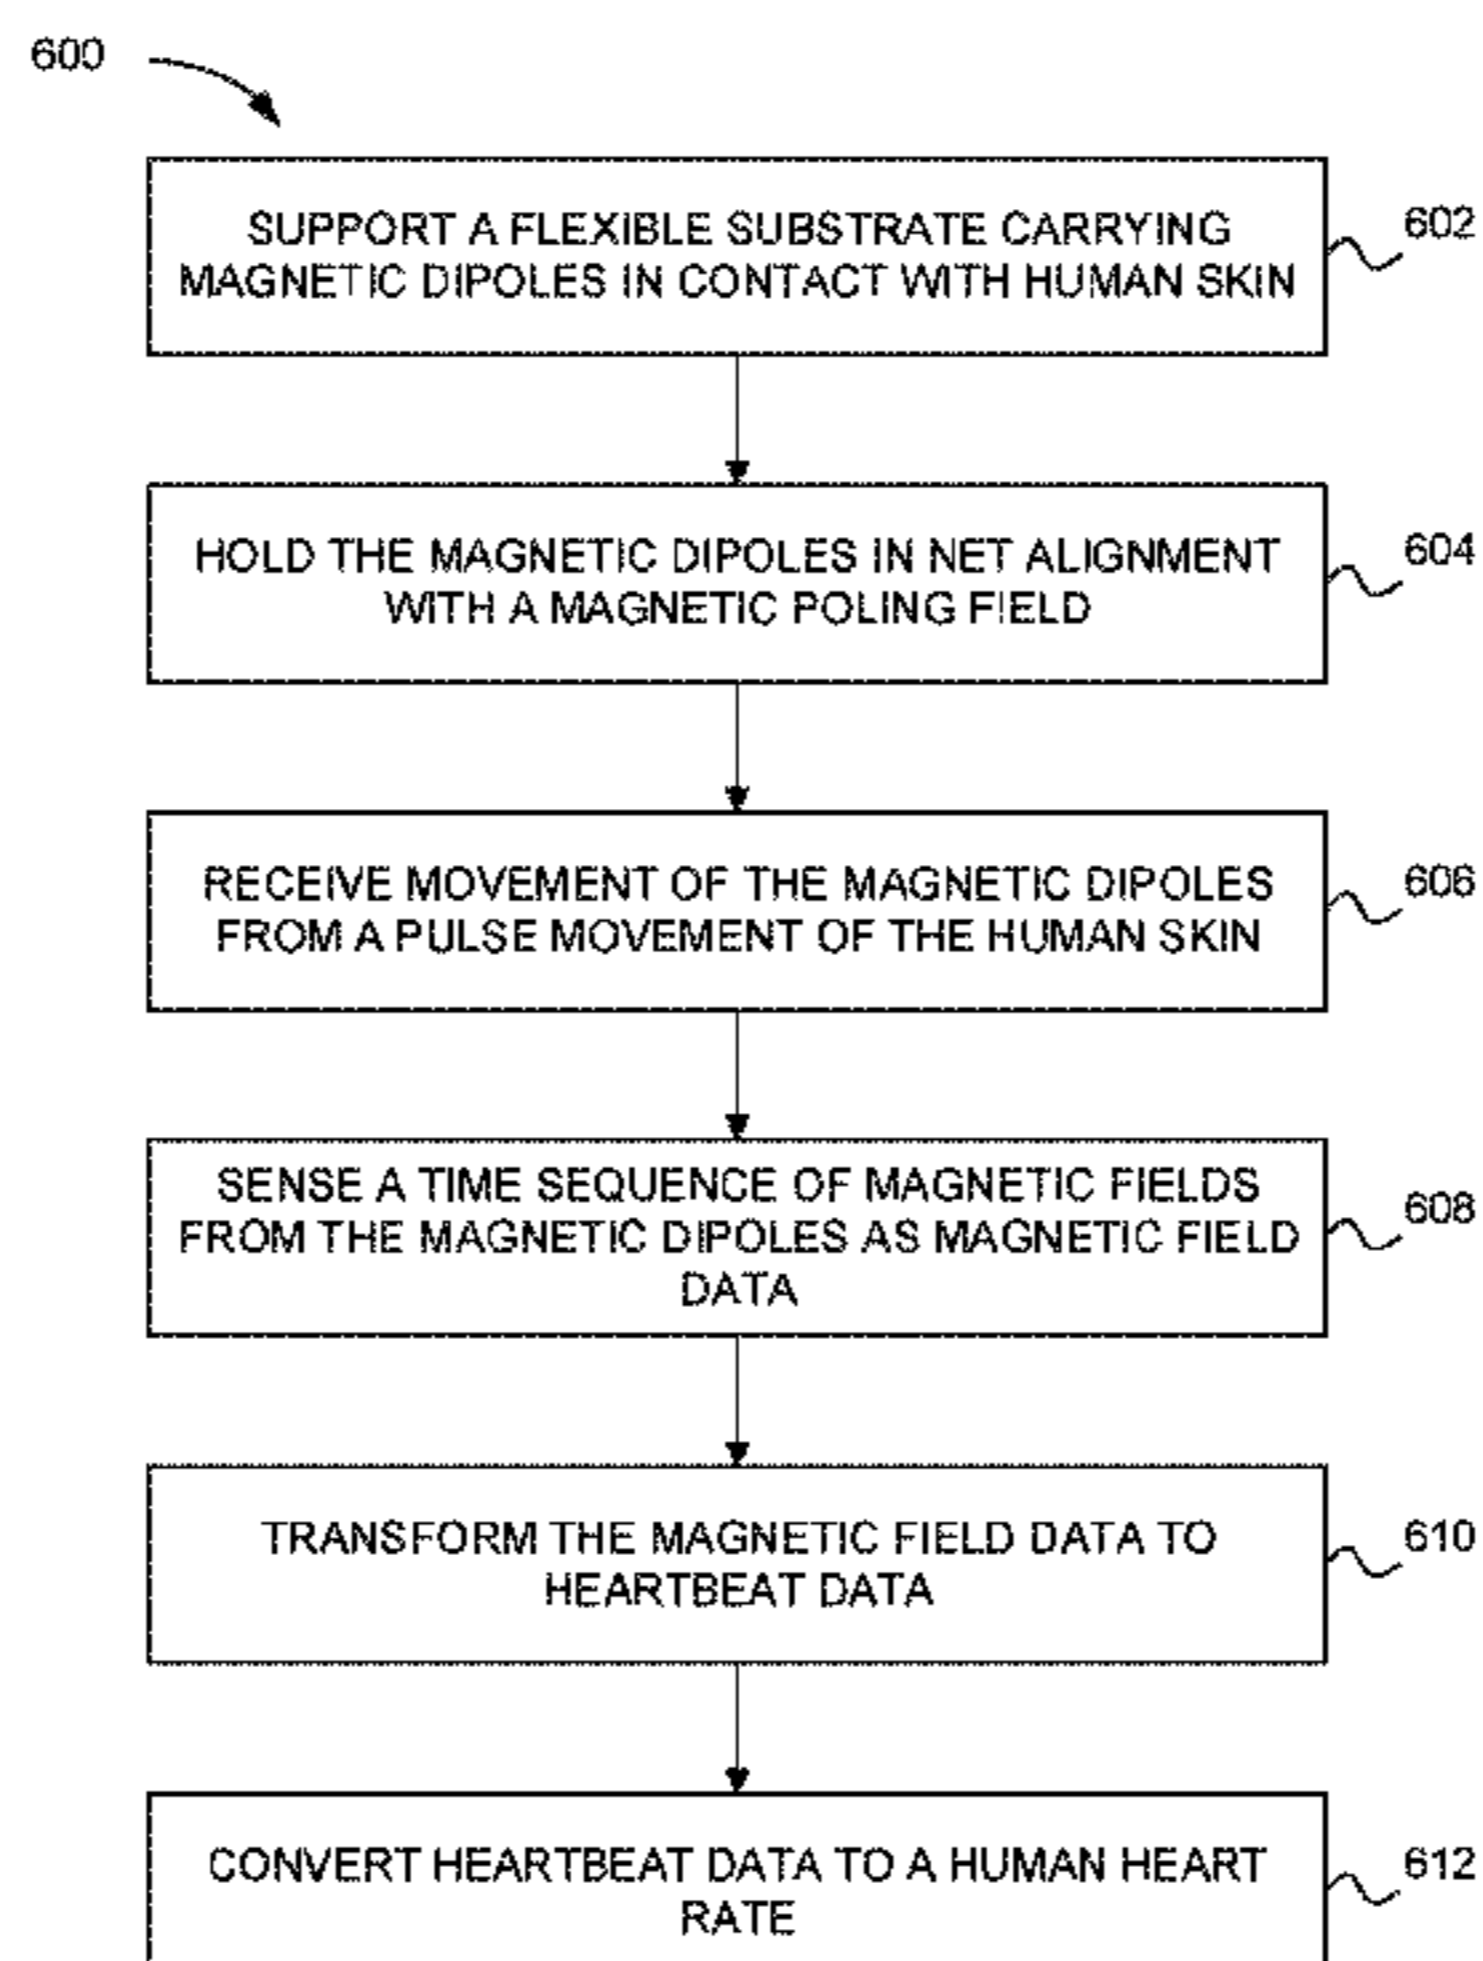 600
SUPPORT A FLEXIBLE SUBSTRATE CARRYING
MAGNETIC DIPOLES IN CONTACT WITH HUMAN SKIN
602
HOLD THE MAGNETIC DIPOLES IN NET ALIGNMENT
WITH A MAGNETIC POLING FIELD
604
RECEIVE MOVEMENT OF THE MAGNETIC DIPOLES
FROM A PULSE MOVEMENT OF THE HUMAN SKIN
606
SENSE A TIME SEQUENCE OF MAGNETIC FIELDS
FROM THE MAGNETIC DIPOLES AS MAGNETIC FIELD
DATA
608
TRANSFORM THE MAGNETIC FIELD DATA TO
HEARTBEAT DATA
610
CONVERT HEARTBEAT DATA TO A HUMAN HEART
RATE
612